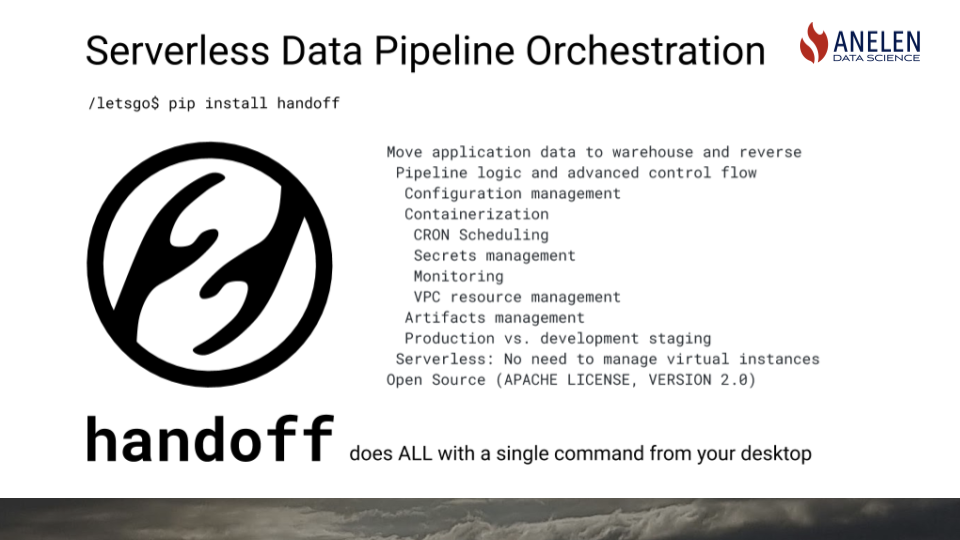 Serverless Data Pipeline Orchestration
ANELEN
DATA SCIENCE
/letsgo$ pip install handoff
Move application data to warehouse and reverse
Pipeline logic and advanced control flow
Configuration management
Containerization
CRON Scheduling
Secrets management
Monitoring
VPC resource management
Artifacts management
Production vs. development staging
Serverless: No need to manage virtual instances
Open Source (APACHE LICENSE, VERSION 2.0)
handoff does ALL with a single command from your desktop